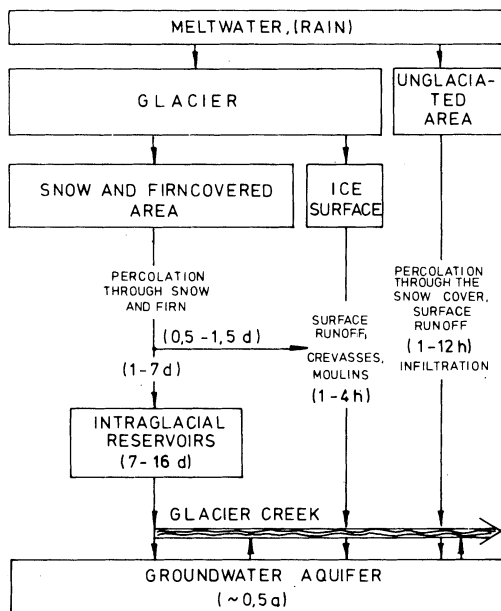 MELTWATER,(RAIN)
GLACIER
UNGLACIA-
TED
AREA
SNOW AND FIRNCOVERED
AREA
ICE
SURFACE
PERCOLATION
THROUGH SNOW
AND FIRN
(0,5-1,5 d)
(1-7d)
SURFACE
RUNOFF,
CREVASSES,
MOULINS
(1-4h)
PERCOLATION
THROUGH THE
SNOW COVER,
SURFACE
RUNOFF
(1-12h)
INFILTRATION
INTRAGLACIAL
RESERVOIRS
(7-16 d)
GLACIER CREEK
GROUNDWATER AQUIFER
(~0,5a)